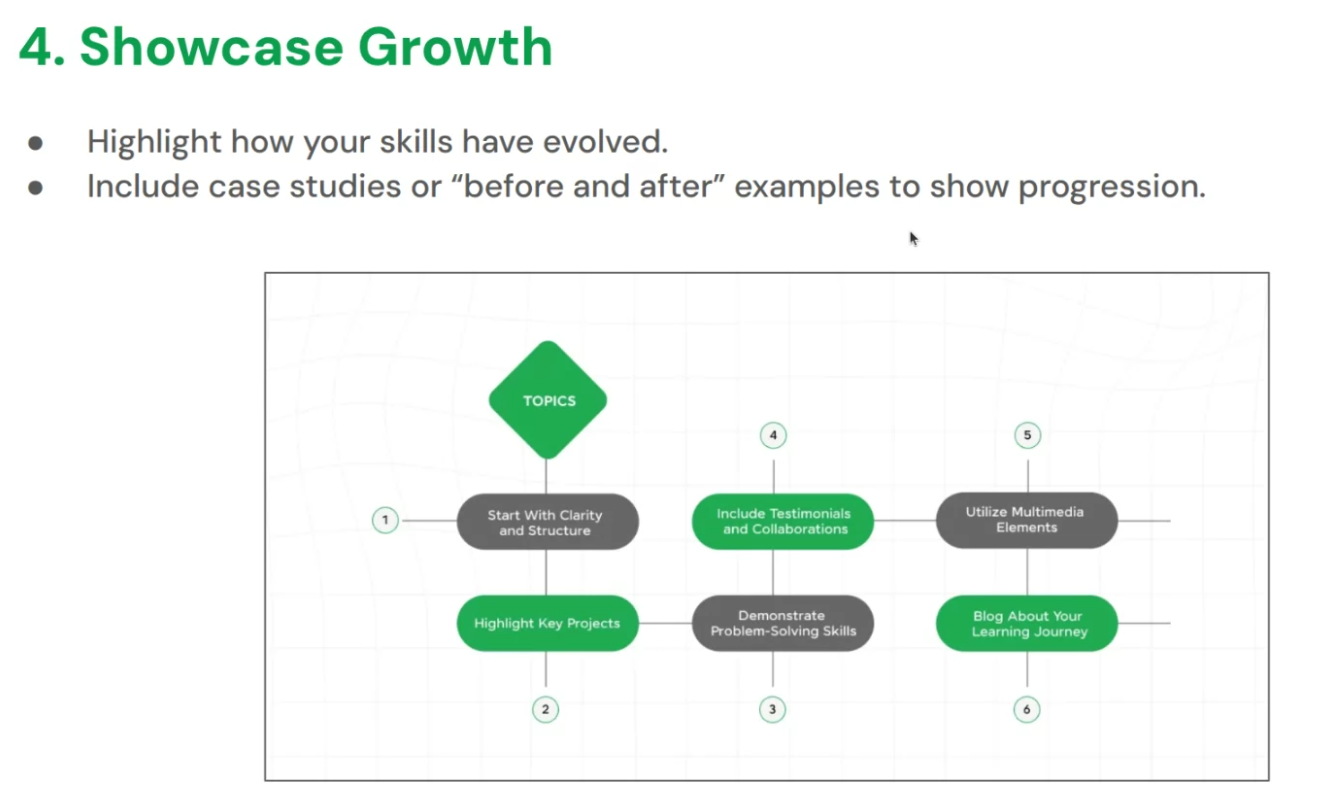 4. Showcase Growth
● Highlight how your skills have evolved.
● Include case studies or “before and after” examples to show progression.
TOPICS
1
Start With Clarity
and Structure
Highlight Key Projects
2
4
Include Testimonials
and Collaborations
Demonstrate
Problem-Solving Skills
3
5
Utilize Multimedia
Elements
Blog About Your
Learning Journey
6